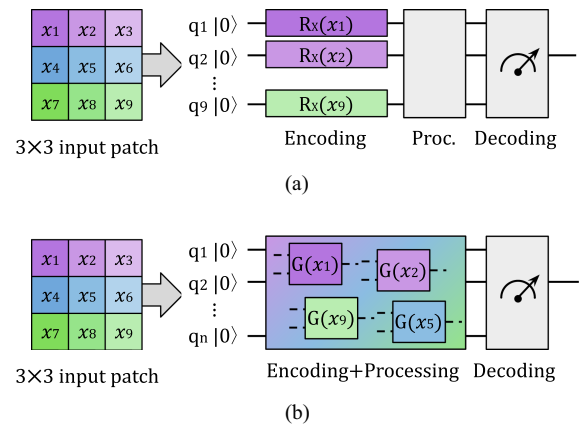 x1 x2 x3
x4 x5 x6
x7 x8 x9
3×3 input patch
q1 |0⟩ Rx(x1)
q2 |0⟩ Rx(x2)
⋮
q9 |0⟩ Rx(x9)
Encoding Proc. Decoding
(a)
x1 x2 x3
x4 x5 x6
x7 x8 x9
3×3 input patch
q1 |0⟩
q2 |0⟩
⋮
qn |0⟩
G(x1) G(x2)
G(x9) G(x5)
Encoding+Processing Decoding
(b)